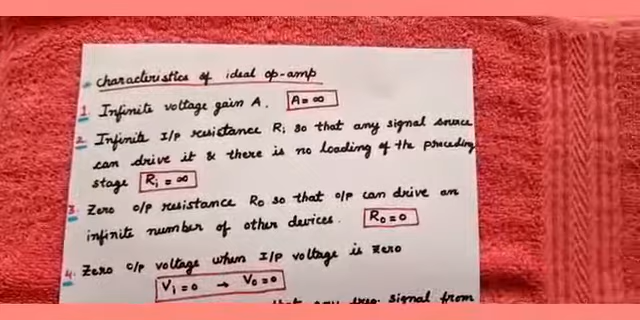 characteristics of ideal op-amp
1. Infinite voltage gain A. A = ∞
2. Infinite I/P resistance Ri so that any signal source
can drive it & there is no loading of the preceding
stage Ri = ∞
3. Zero o/p resistance Ro so that o/p can drive an
infinite number of other devices. Ro = 0
4. Zero o/p voltage when I/P voltage is zero
Vi = 0 → Vo = 0
that any signal from